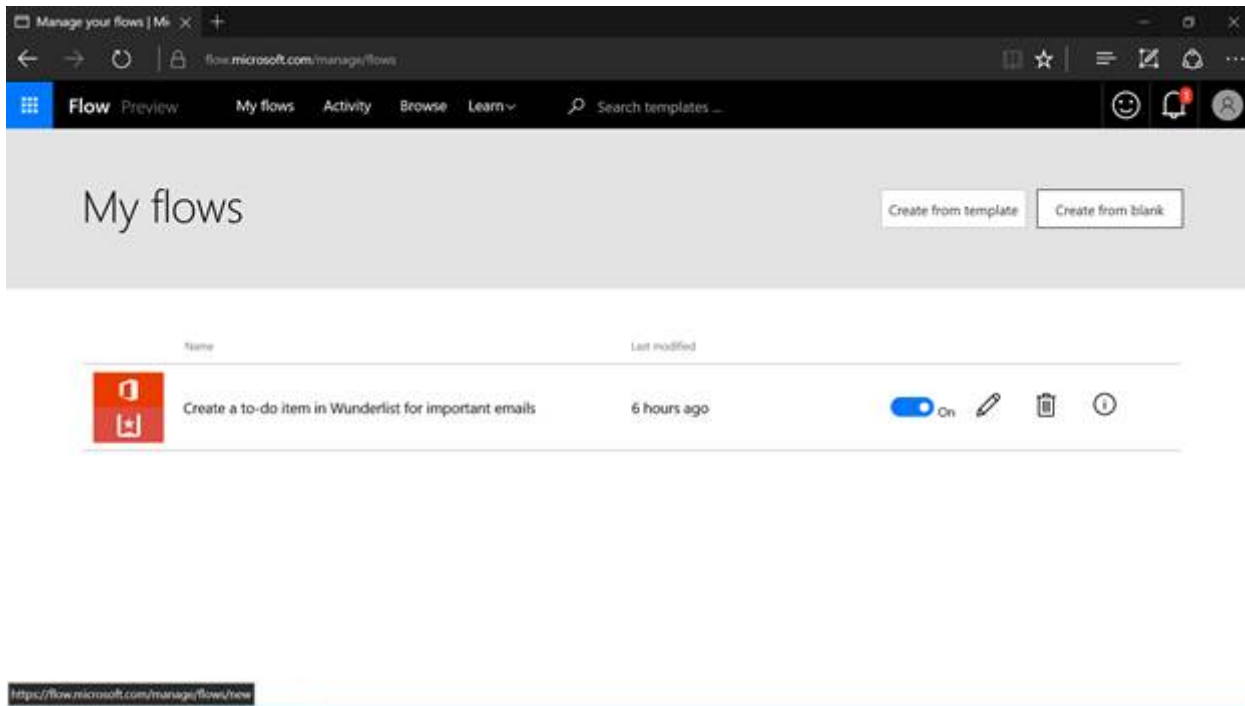 Manage your flows | Mi
flow.microsoft.com/manage/flows
Flow Preview My flows Activity Browse Learn Search templates ...
My flows
Create from template Create from blank
Name Last modified
Create a to-do item in Wunderlist for important emails 6 hours ago On
https://flow.microsoft.com/manage/flows/new